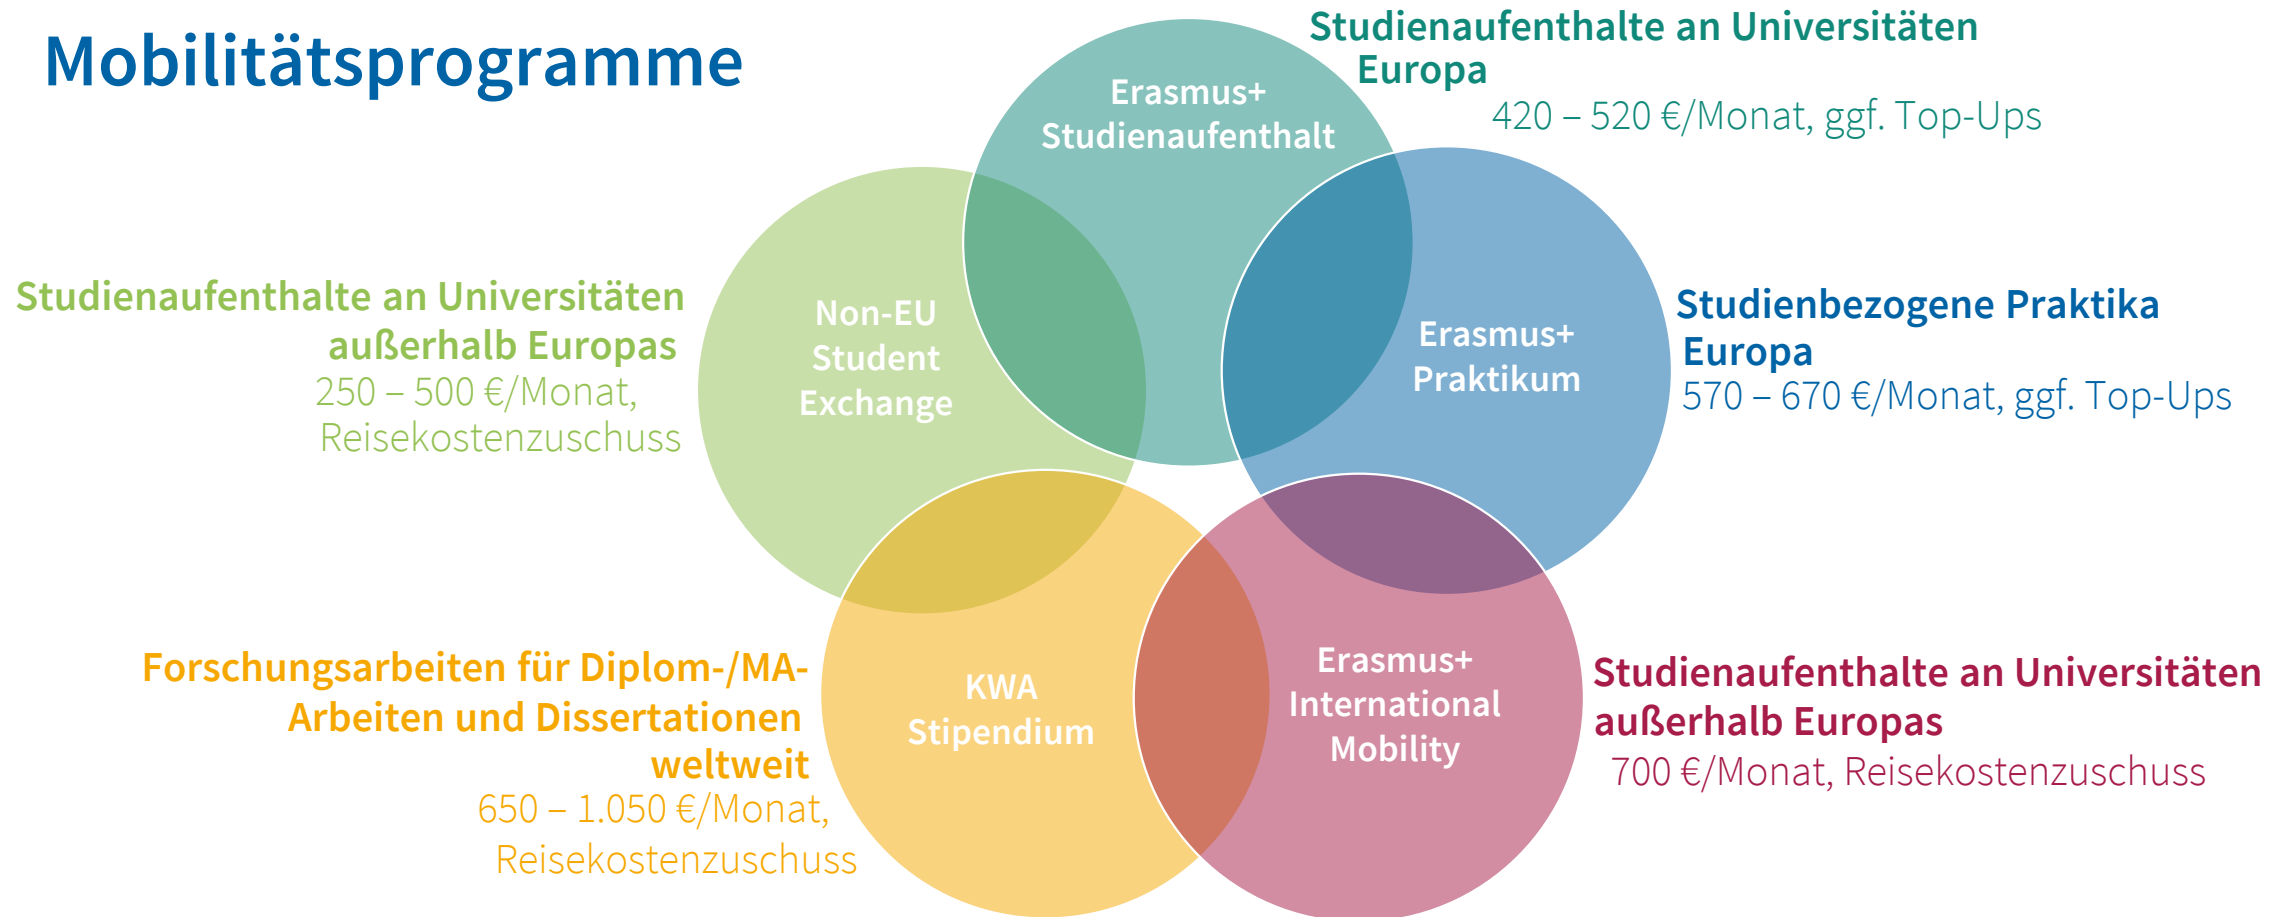 Mobilitätsprogramme
Erasmus+
Studienaufenthalt
Studienaufenthalte an Universitäten
Europa
420 – 520 €/Monat, ggf. Top-Ups
Erasmus+
Praktikum
Studienbezogene Praktika
Europa
570 – 670 €/Monat, ggf. Top-Ups
Erasmus+
International
Mobility
Studienaufenthalte an Universitäten
außerhalb Europas
700 €/Monat, Reisekostenzuschuss
KWA
Stipendium
Forschungsarbeiten für Diplom-/MA-
Arbeiten und Dissertationen
weltweit
650 – 1.050 €/Monat,
Reisekostenzuschuss
Non-EU
Student
Exchange
Studienaufenthalte an Universitäten
außerhalb Europas
250 – 500 €/Monat,
Reisekostenzuschuss